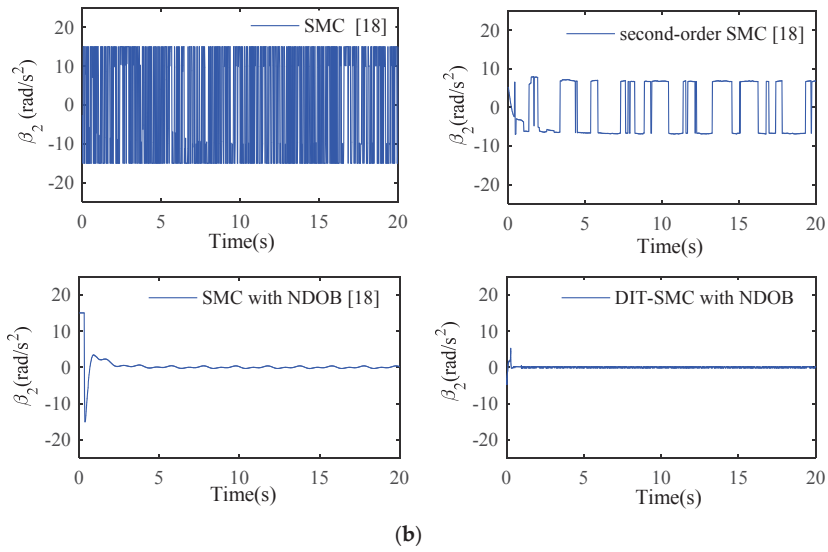 SMC [18]
β₂ (rad/s²)
20
10
0
-10
-20
0 5 10 15 20
Time(s)
second-order SMC [18]
β₂(rad/s²)
20
10
0
-10
-20
0 5 10 15 20
Time(s)
SMC with NDOB [18]
β₂(rad/s²)
20
10
0
-10
-20
0 5 10 15 20
Time(s)
DIT-SMC with NDOB
β₂(rad/s²)
20
10
0
-10
-20
0 5 10 15 20
Time(s)
(b)